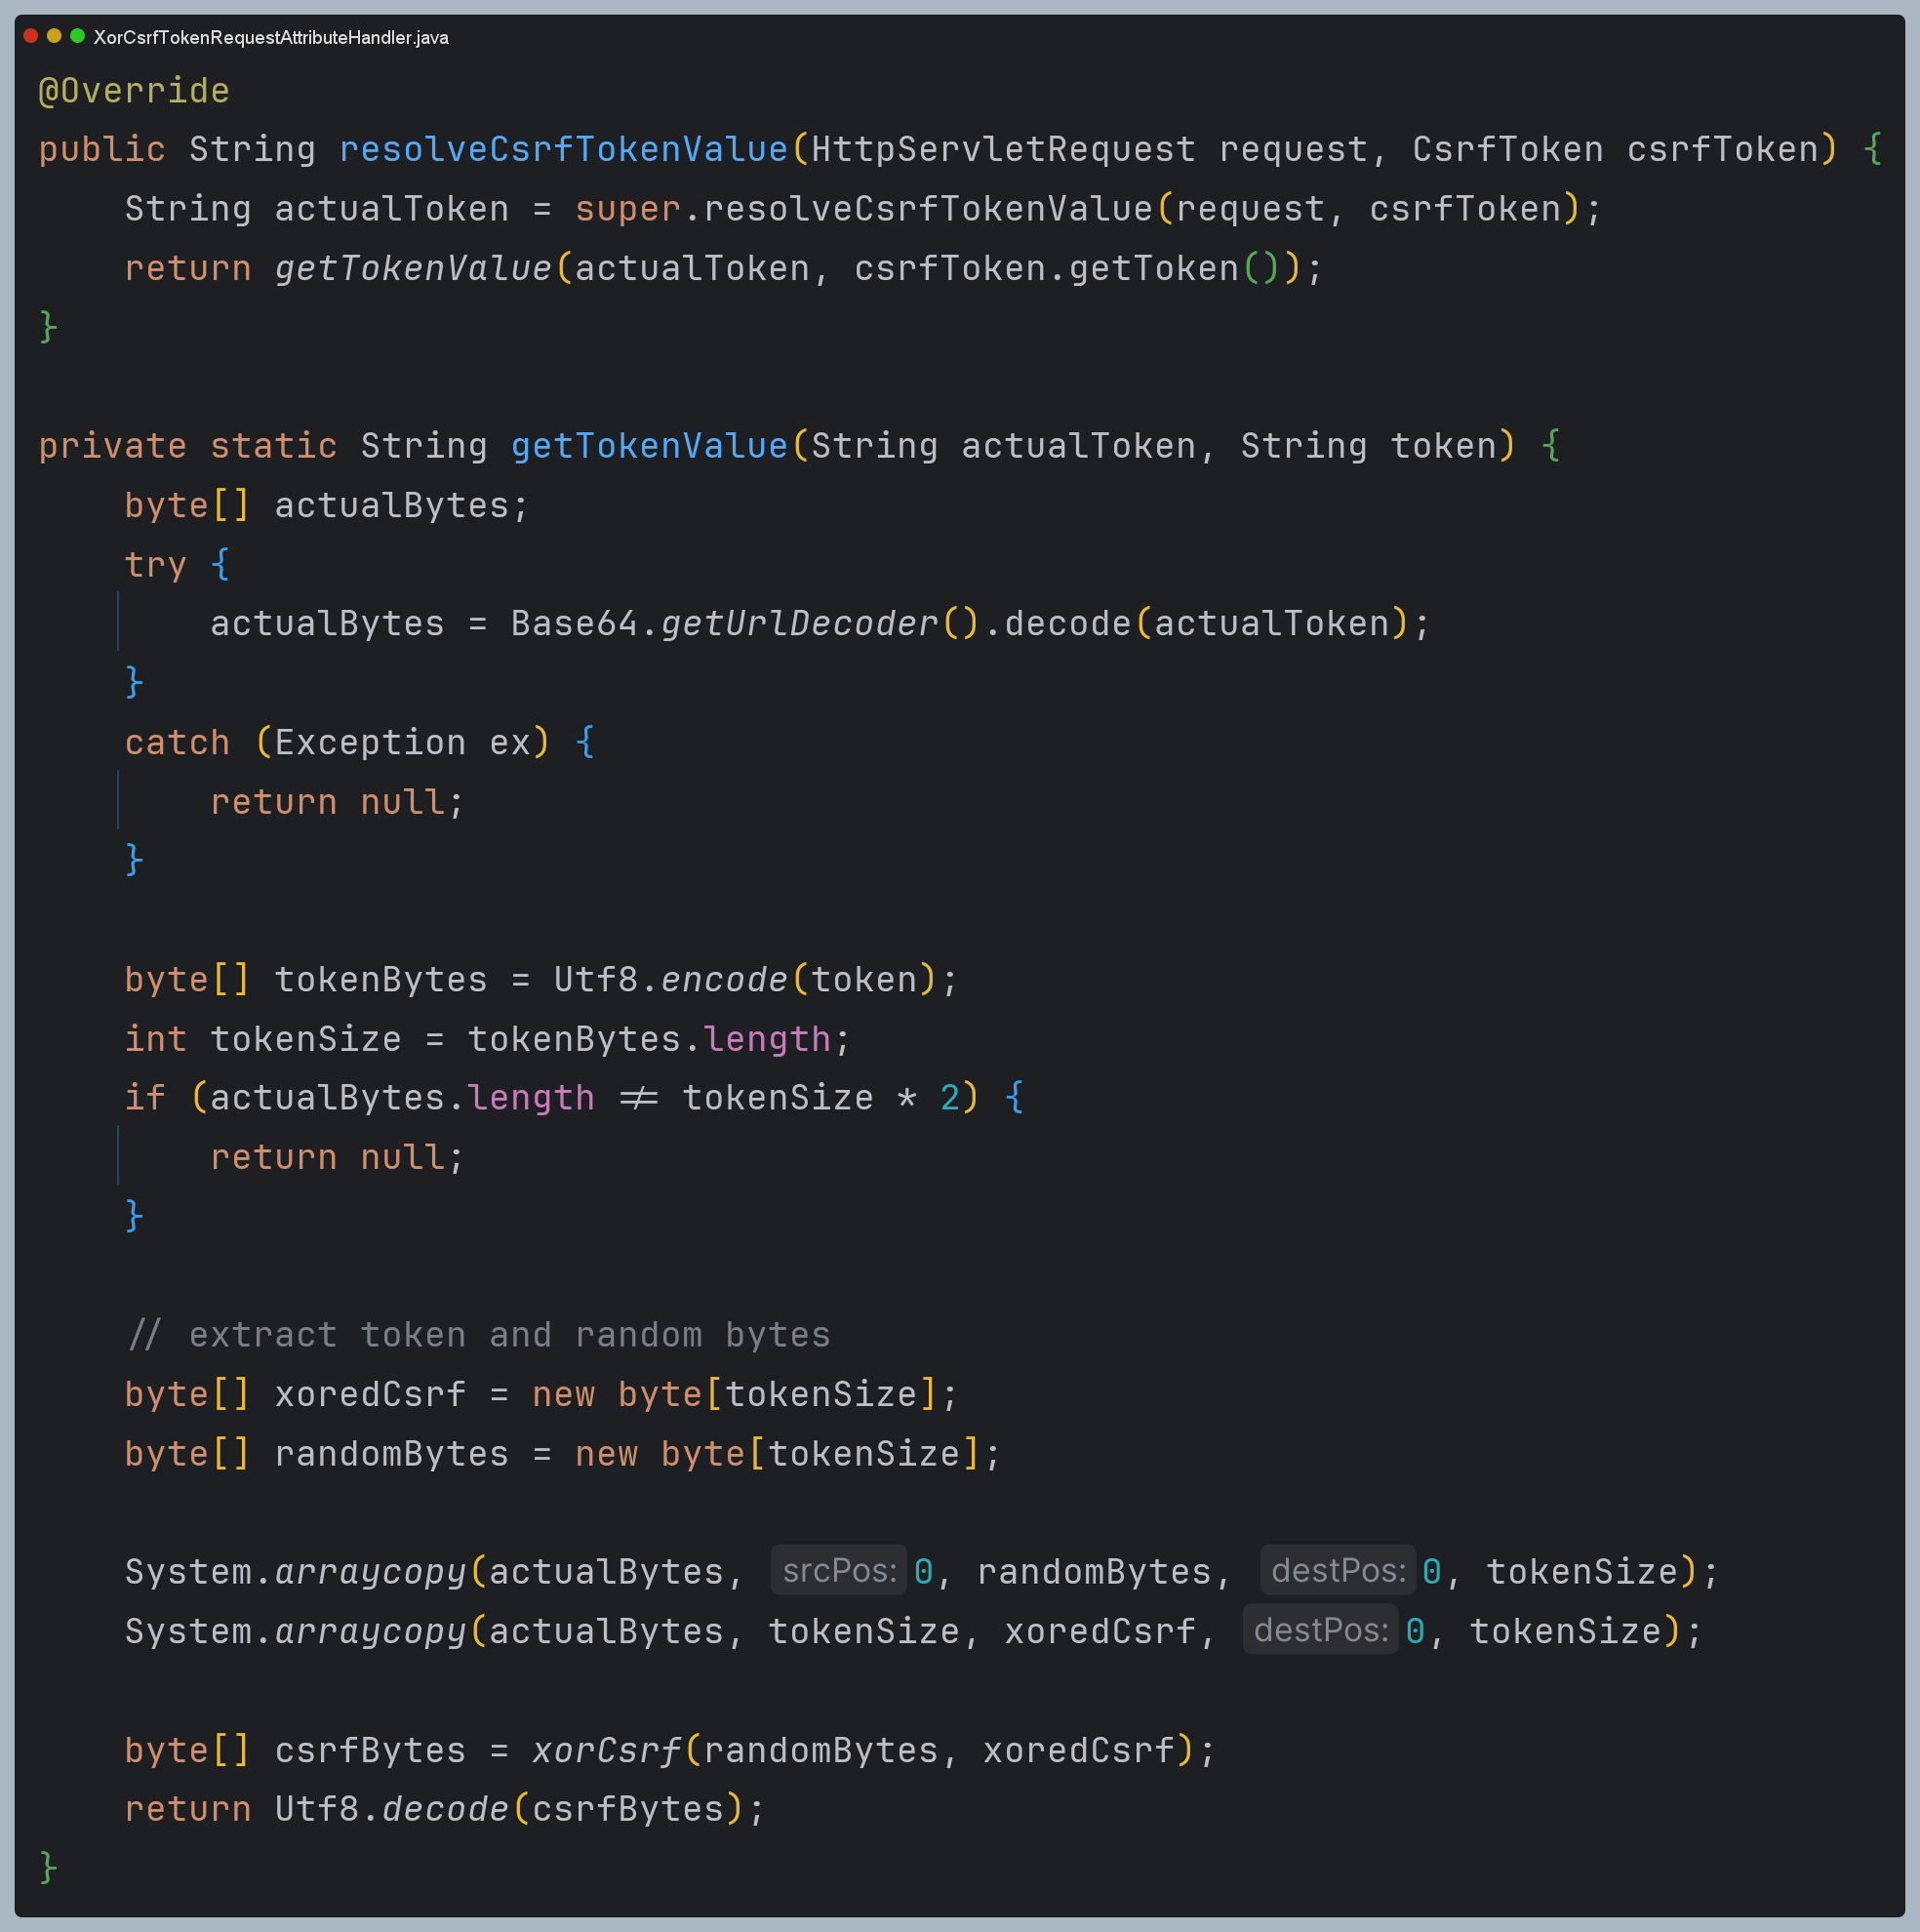 XorCsrfTokenRequestAttributeHandler.java
@Override
public String resolveCsrfTokenValue(HttpServletRequest request, CsrfToken csrfToken) {
    String actualToken = super.resolveCsrfTokenValue(request, csrfToken);
    return getTokenValue(actualToken, csrfToken.getToken());
}
private static String getTokenValue(String actualToken, String token) {
    byte[] actualBytes;
    try {
        actualBytes = Base64.getUrlDecoder().decode(actualToken);
    }
    catch (Exception ex) {
        return null;
    }
    byte[] tokenBytes = Utf8.encode(token);
    int tokenSize = tokenBytes.length;
    if (actualBytes.length != tokenSize * 2) {
        return null;
    }
    // extract token and random bytes
    byte[] xoredCsrf = new byte[tokenSize];
    byte[] randomBytes = new byte[tokenSize];
    System.arraycopy(actualBytes, srcPos: 0, randomBytes, destPos: 0, tokenSize);
    System.arraycopy(actualBytes, tokenSize, xoredCsrf, destPos: 0, tokenSize);
    byte[] csrfBytes = xorCsrf(randomBytes, xoredCsrf);
    return Utf8.decode(csrfBytes);
}